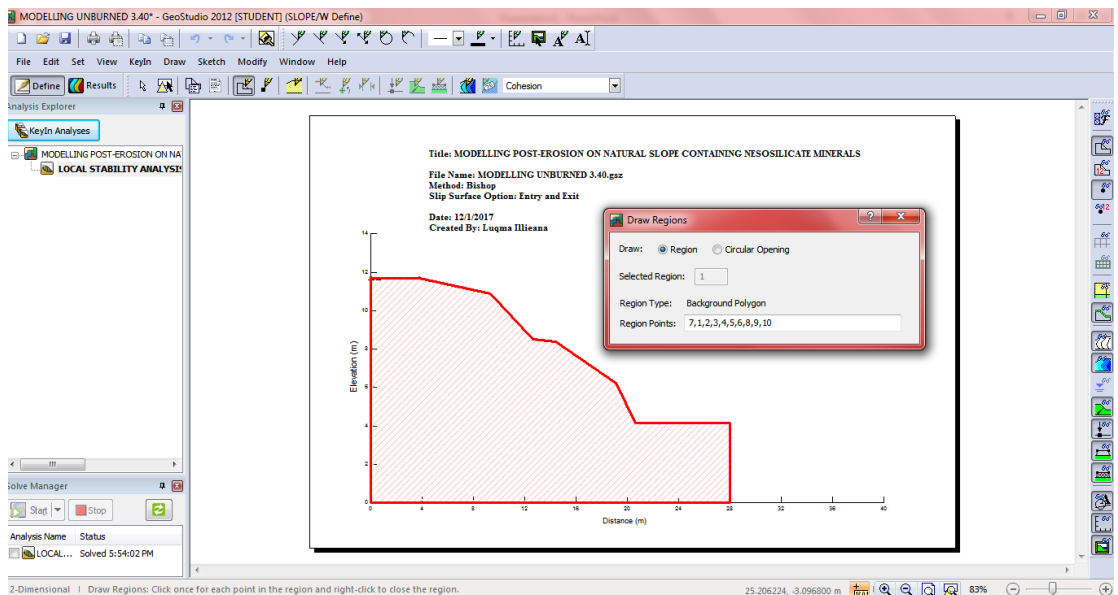 MODELLING UNBURNED 3.40* - GeoStudio 2012 [STUDENT] (SLOPE/W Define)
File Edit Set View KeyIn Draw Sketch Modify Window Help
Define Results Cohesion
Analysis Explorer
KeyIn Analyses
MODELLING POST-EROSION ON NA
LOCAL STABILITY ANALYSIS
Title: MODELLING POST-EROSION ON NATURAL SLOPE CONTAINING NESOSILICATE MINERALS
File Name: MODELLING UNBURNED 3.40.gsz
Method: Bishop
Slip Surface Option: Entry and Exit
Date: 12/1/2017
Created By: Luqma Illieana
Draw Regions
Draw: Region Circular Opening
Selected Region: 1
Region Type: Background Polygon
Region Points: 7,1,2,3,4,5,6,8,9,10
14
12
10
8
6
4
2
0
Elevation (m)
0 4 8 12 16 20 24 28 32 36 40
Distance (m)
Solve Manager
Start Stop
Analysis Name Status
LOCAL... Solved 5:54:02 PM
2-Dimensional | Draw Regions: Click once for each point in the region and right-click to close the region.
25.206224, -3.096800 m 83%